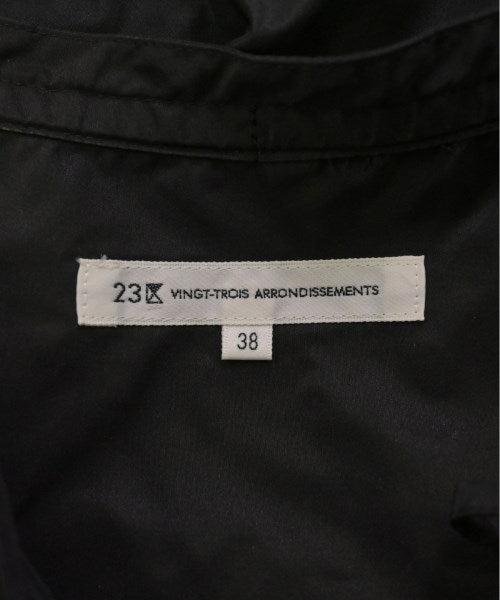 23区 VINGT-TROIS ARRONDISSEMENTS
38